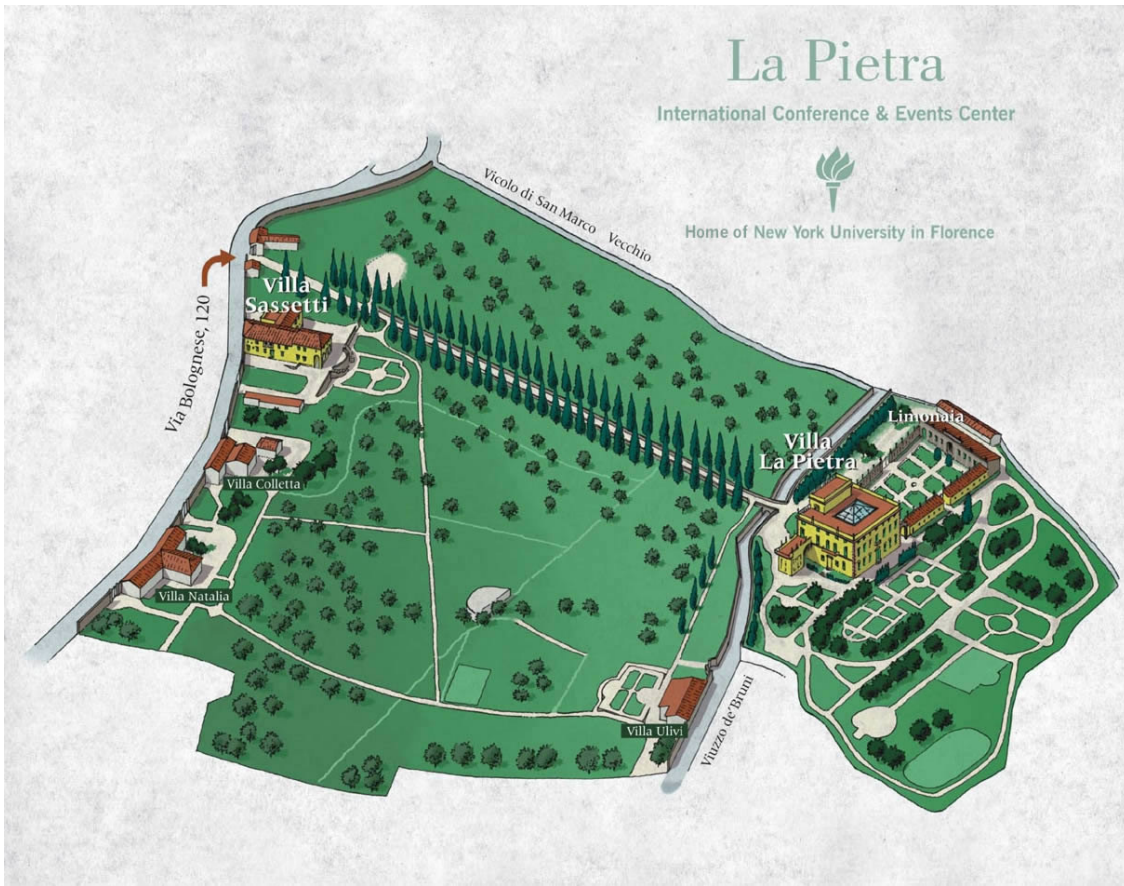 La Pietra
International Conference & Events Center
Home of New York University in Florence
Vicolo di San Marco Vecchio
Villa
Sassetti
Via Bolognese, 120
Limonaia
Villa
La Pietra
Villa Colletta
Villa Natalia
Villa Ulivi
Viuzzo de'Bruni